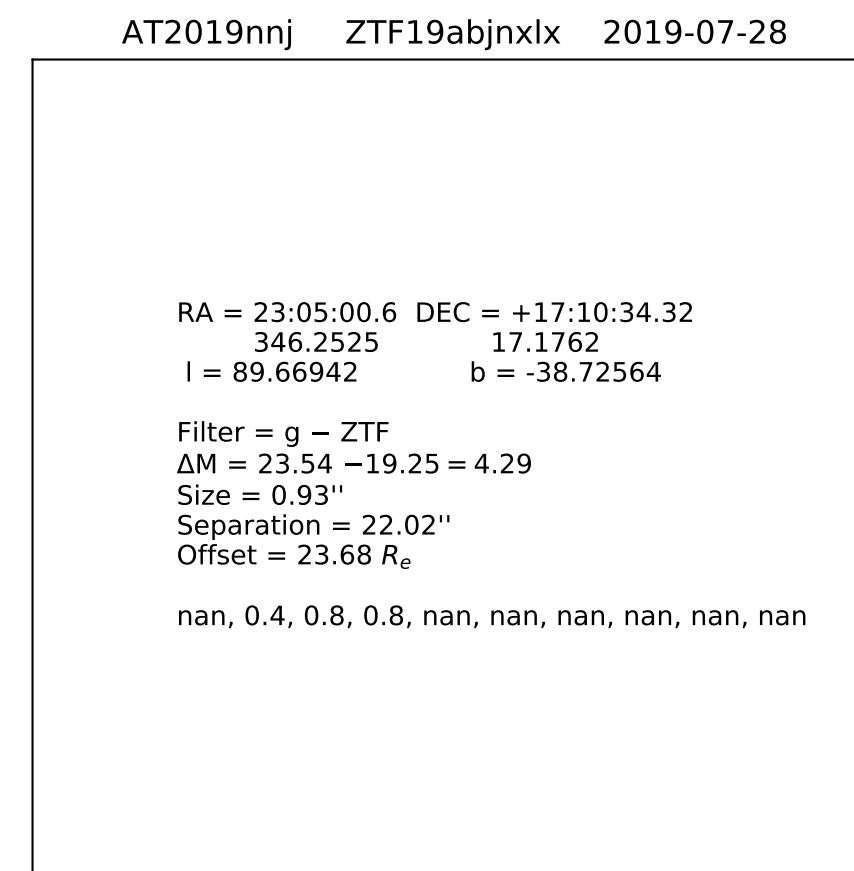 AT2019nnj ZTF19abjnxlx 2019-07-28
RA = 23:05:00.6 DEC = +17:10:34.32
346.2525 17.1762
l = 89.66942 b = -38.72564
Filter = g − ZTF
ΔM = 23.54 −19.25 = 4.29
Size = 0.93''
Separation = 22.02''
Offset = 23.68 Rₑ
nan, 0.4, 0.8, 0.8, nan, nan, nan, nan, nan, nan